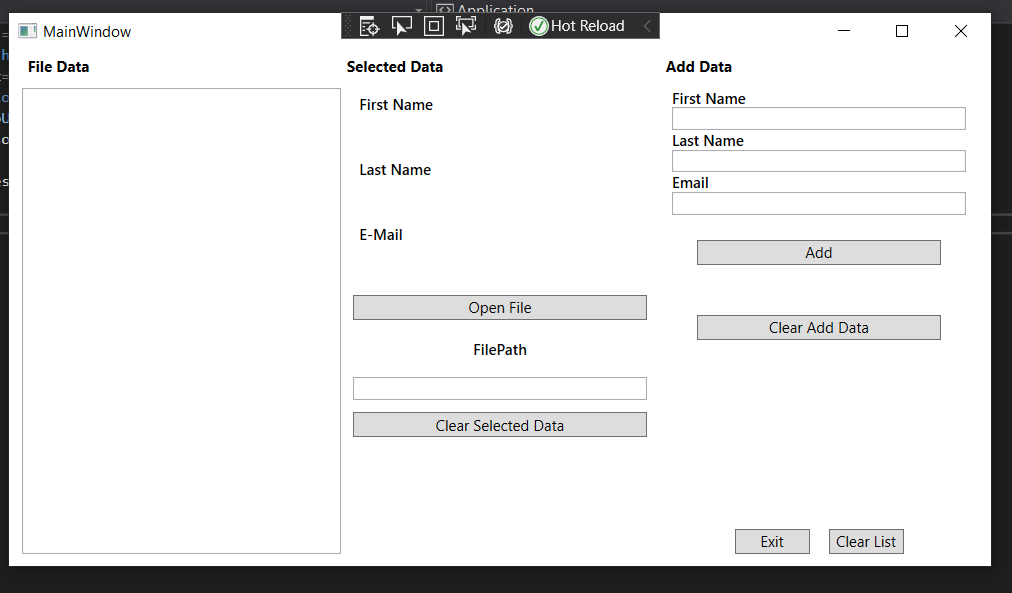 Application
MainWindow
Hot Reload
File Data
Selected Data
Add Data
First Name
Last Name
E-Mail
Open File
FilePath
Clear Selected Data
First Name
Last Name
Email
Add
Clear Add Data
Exit
Clear List